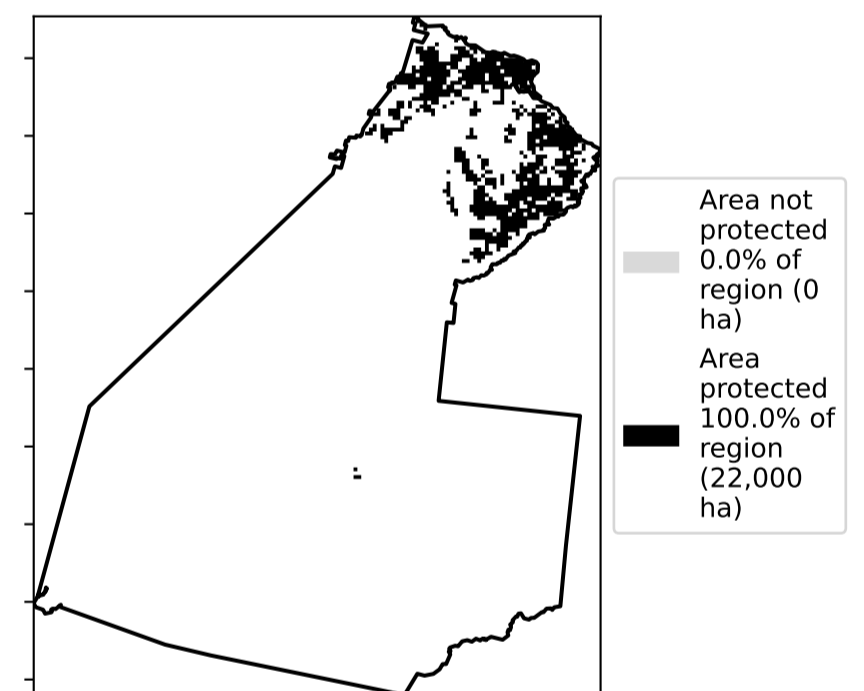 Area not
protected
0.0% of
region (0
ha)
Area
protected
100.0% of
region
(22,000
ha)